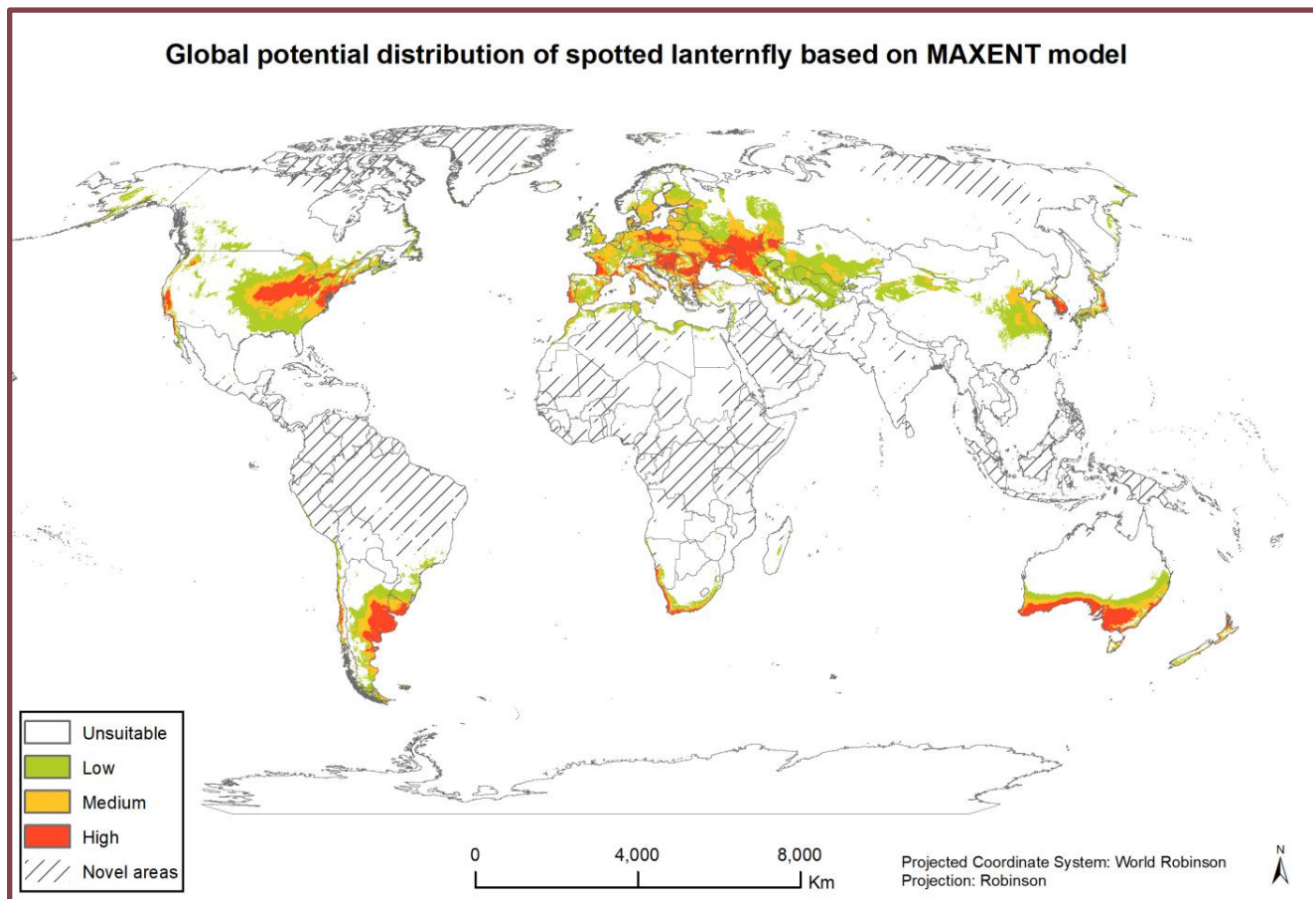 Global potential distribution of spotted lanternfly based on MAXENT model
Unsuitable
Low
Medium
High
Novel areas
0 4,000 8,000
Km
Projected Coordinate System: World Robinson
Projection: Robinson
N